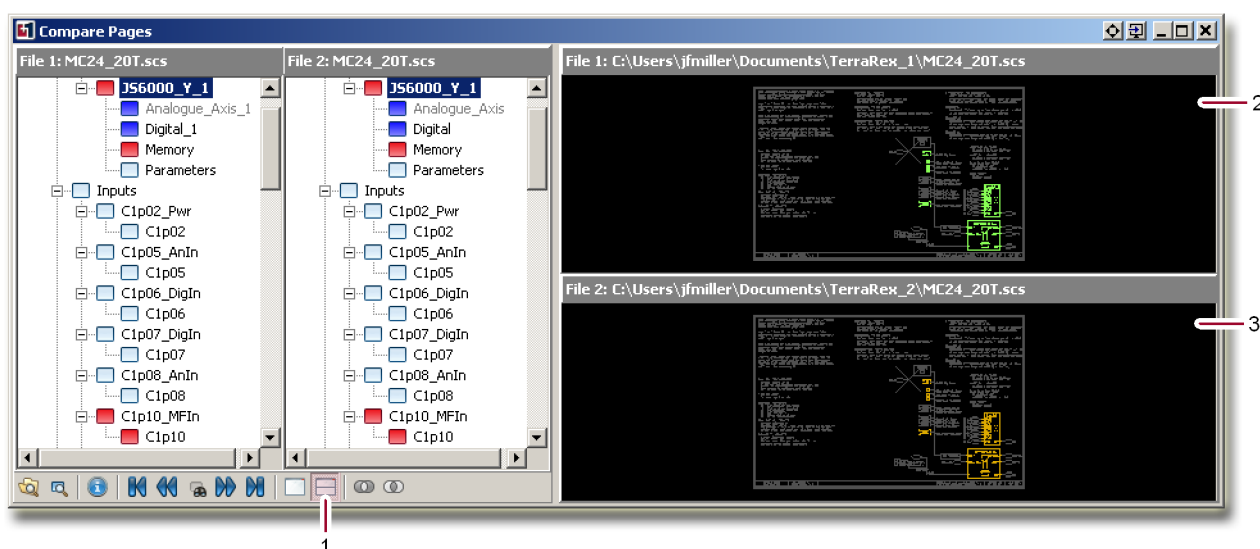 Compare Pages
File 1: MC24_20T.scs
JS6000_Y_1
Analogue_Axis_1
Digital_1
Memory
Parameters
Inputs
C1p02_Pwr
C1p02
C1p05_AnIn
C1p05
C1p06_DigIn
C1p06
C1p07_DigIn
C1p07
C1p08_AnIn
C1p08
C1p10_MFIn
C1p10
File 2: MC24_20T.scs
JS6000_Y_1
Analogue_Axis
Digital
Memory
Parameters
Inputs
C1p02_Pwr
C1p02
C1p05_AnIn
C1p05
C1p06_DigIn
C1p06
C1p07_DigIn
C1p07
C1p08_AnIn
C1p08
C1p10_MFIn
C1p10
File 1: C:\Users\jfmiller\Documents\TerraRex_1\MC24_20T.scs
2
File 2: C:\Users\jfmiller\Documents\TerraRex_2\MC24_20T.scs
3
1